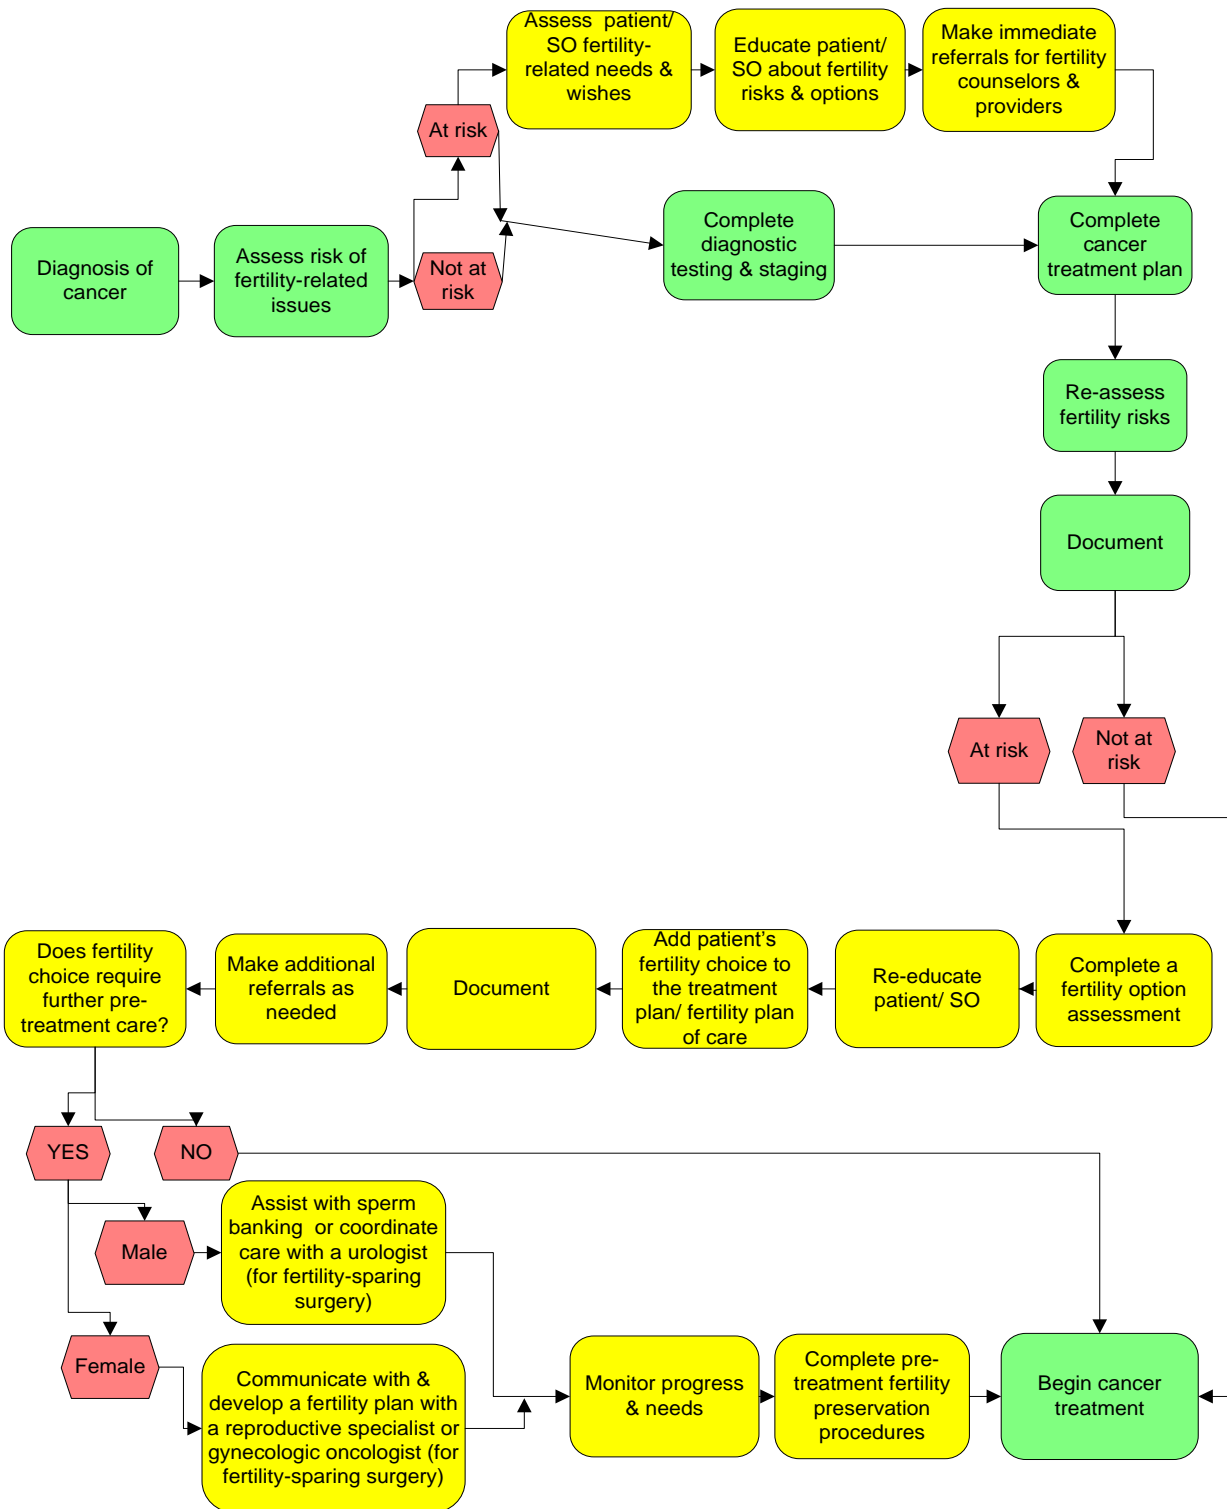 Assess patient/
SO fertility-
related needs &
wishes
Educate patient/
SO about fertility
risks & options
Make immediate
referrals for fertility
counselors &
providers
At risk
Diagnosis of
cancer
Assess risk of
fertility-related
issues
Not at
risk
Complete
diagnostic
testing & staging
Complete
cancer
treatment plan
Re-assess
fertility risks
Document
At risk
Not at
risk
Does fertility
choice require
further pre-
treatment care?
Make additional
referrals as
needed
Document
Add patient’s
fertility choice to
the treatment
plan/ fertility plan
of care
Re-educate
patient/ SO
Complete a
fertility option
assessment
YES
NO
Male
Assist with sperm
banking or coordinate
care with a urologist
(for fertility-sparing
surgery)
Female
Communicate with &
develop a fertility plan with
a reproductive specialist or
gynecologic oncologist (for
fertility-sparing surgery)
Monitor progress
& needs
Complete pre-
treatment fertility
preservation
procedures
Begin cancer
treatment